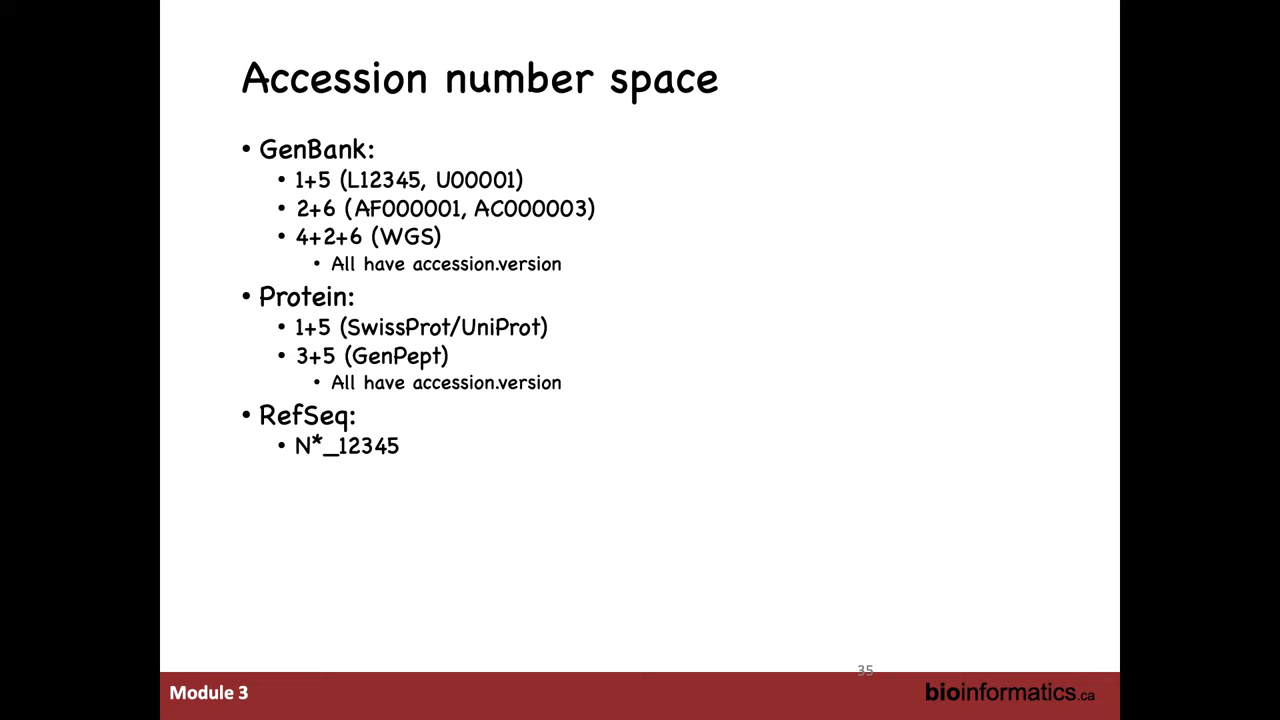 Accession number space
• GenBank:
• 1+5 (L12345, U00001)
• 2+6 (AF000001, AC000003)
• 4+2+6 (WGS)
• All have accession.version
• Protein:
• 1+5 (SwissProt/UniProt)
• 3+5 (GenPept)
• All have accession.version
• RefSeq:
• N*_12345
35
Module 3
bioinformatics.ca